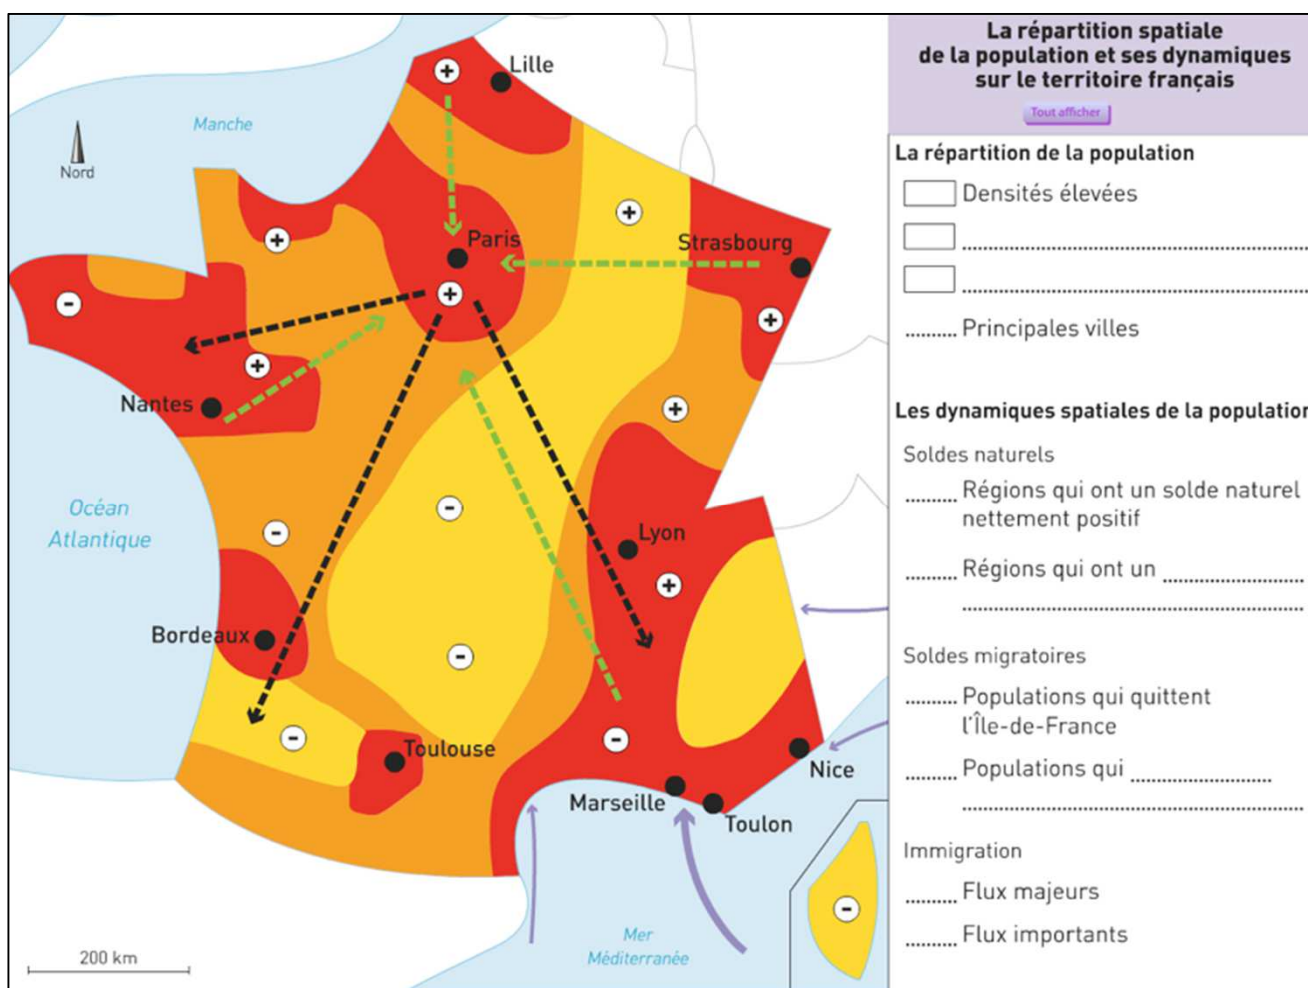 Lille
Manche
Nord
Paris
Strasbourg
Nantes
Océan
Atlantique
Lyon
Bordeaux
Toulouse
Nice
Marseille
Toulon
Mer
Méditerranée
200 km
La répartition spatiale
de la population et ses dynamiques
sur le territoire français
Tout afficher
La répartition de la population
Densités élevées
Principales villes
Les dynamiques spatiales de la population
Soldes naturels
Régions qui ont un solde naturel
nettement positif
Régions qui ont un
Soldes migratoires
Populations qui quittent
l'Île-de-France
Populations qui
Immigration
Flux majeurs
Flux importants